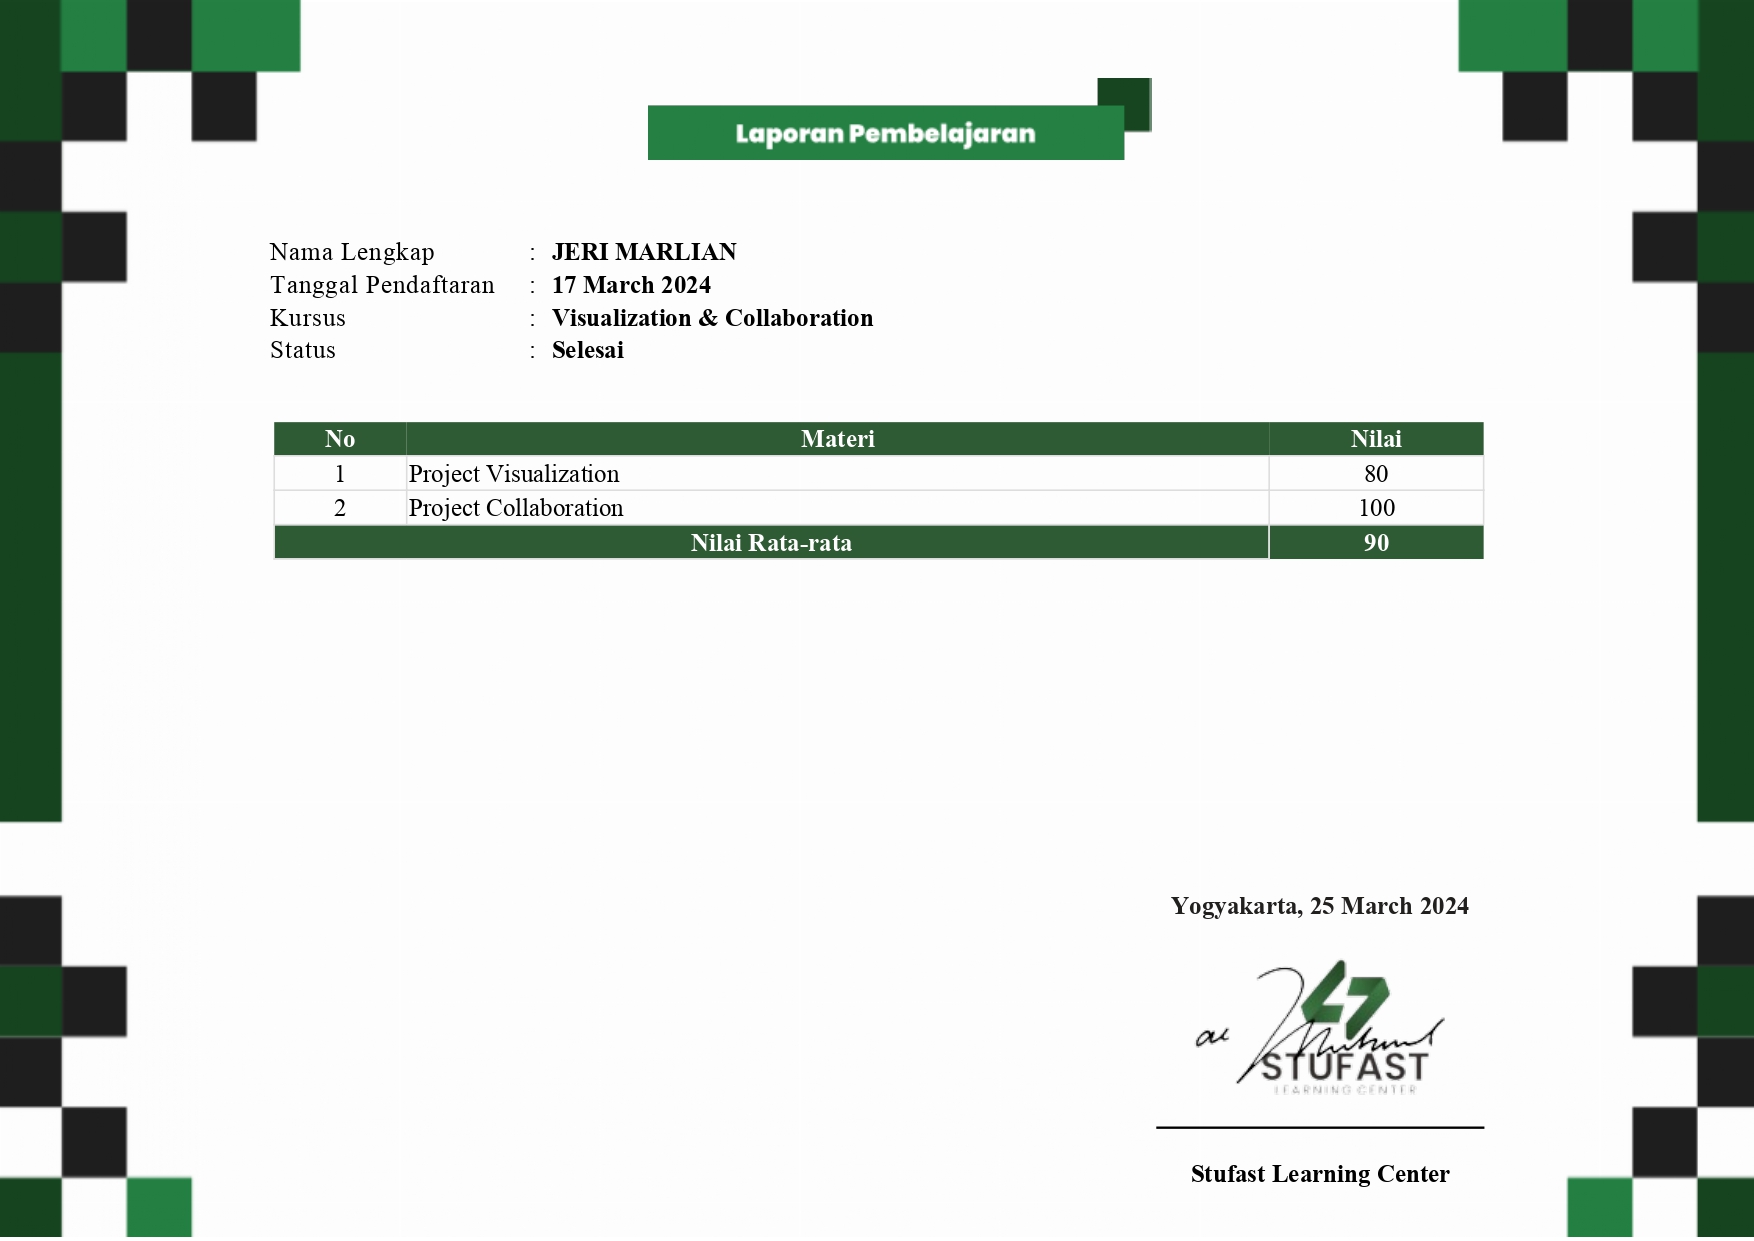 Laporan Pembelajaran
Nama Lengkap : JERI MARLIAN
Tanggal Pendaftaran : 17 March 2024
Kursus : Visualization & Collaboration
Status : Selesai
No Materi Nilai
1 Project Visualization 80
2 Project Collaboration 100
Nilai Rata-rata 90
Yogyakarta, 25 March 2024
STUFAST
LEARNING CENTER
Stufast Learning Center